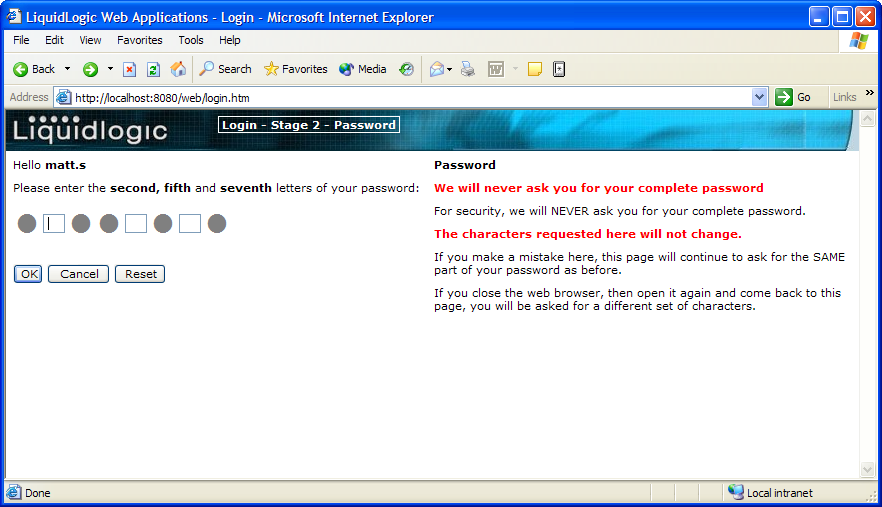 LiquidLogic Web Applications - Login - Microsoft Internet Explorer
File Edit View Favorites Tools Help
Back Search Favorites Media
Address http://localhost:8080/web/login.htm Go Links »
Liquidlogic Login - Stage 2 - Password
Hello matt.s
Please enter the second, fifth and seventh letters of your password:
OK Cancel Reset
Password
We will never ask you for your complete password
For security, we will NEVER ask you for your complete password.
The characters requested here will not change.
If you make a mistake here, this page will continue to ask for the SAME
part of your password as before.
If you close the web browser, then open it again and come back to this
page, you will be asked for a different set of characters.
Done Local intranet